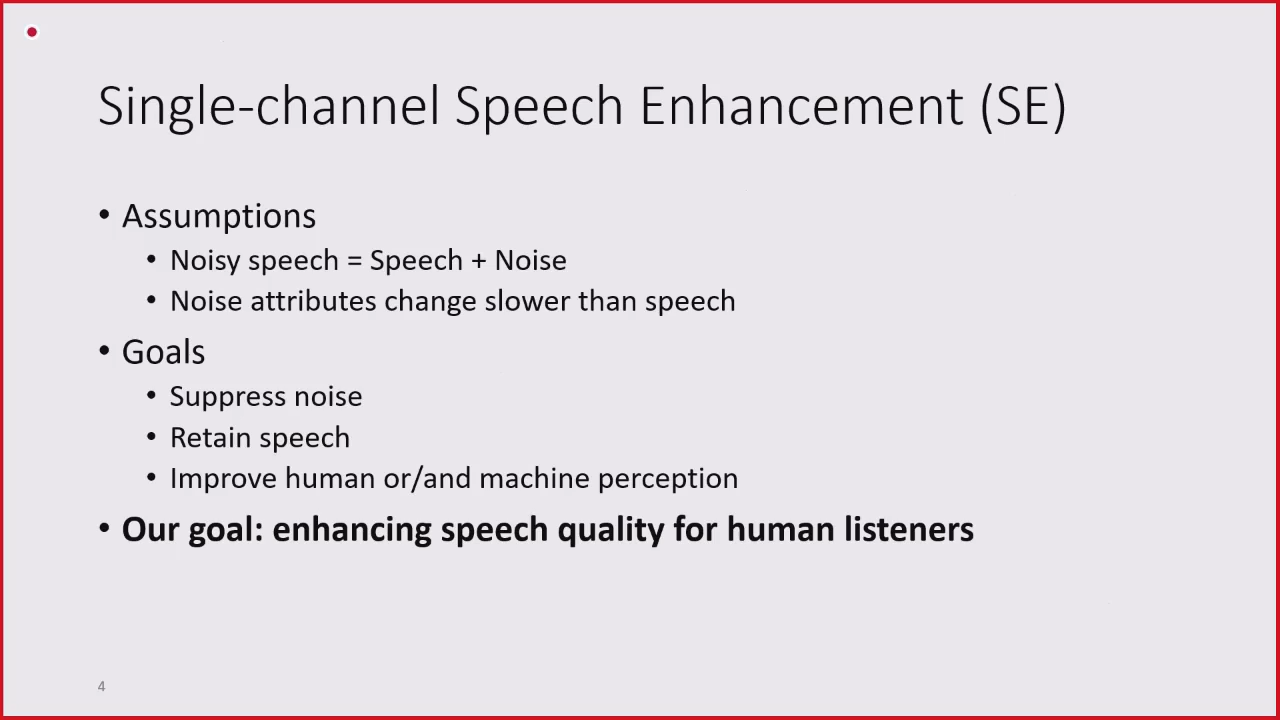 Single-channel Speech Enhancement (SE)
• Assumptions
• Noisy speech = Speech + Noise
• Noise attributes change slower than speech
• Goals
• Suppress noise
• Retain speech
• Improve human or/and machine perception
• Our goal: enhancing speech quality for human listeners
4